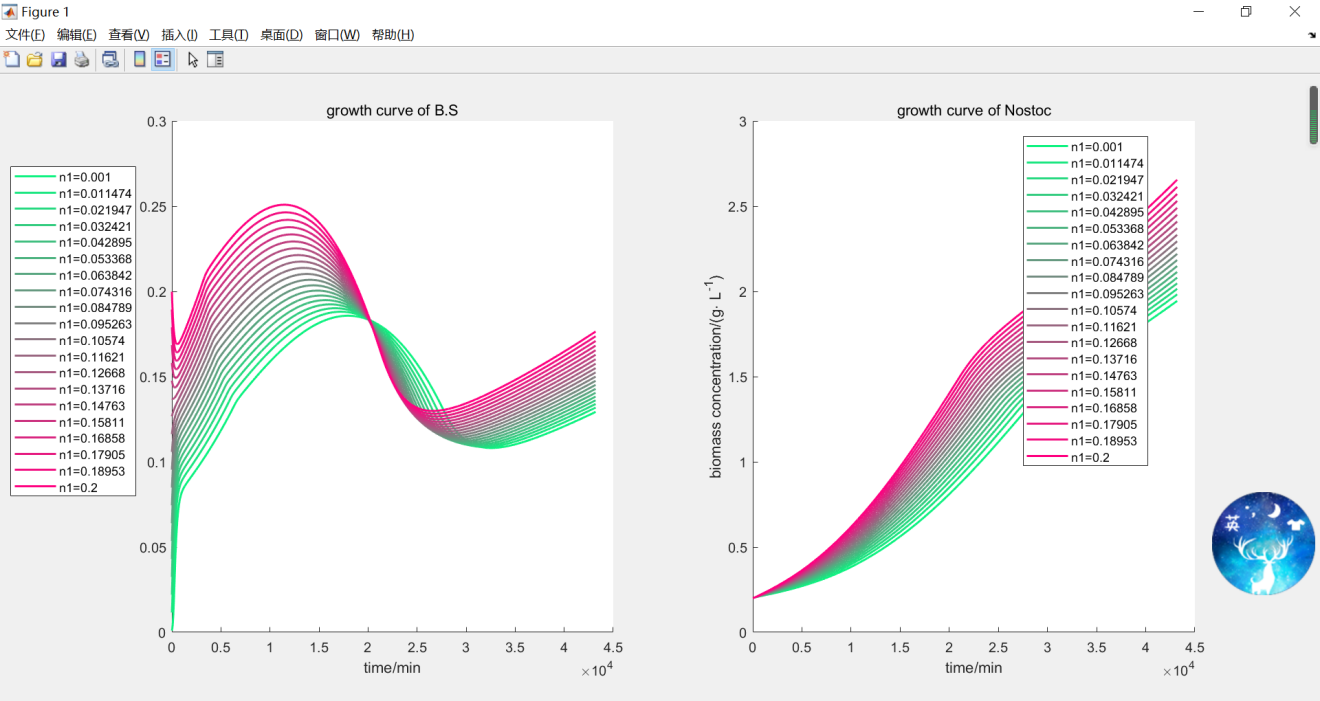 Figure 1
文件(F) 编辑(E) 查看(V) 插入(I) 工具(T) 桌面(D) 窗口(W) 帮助(H)
growth curve of B.S
0.3
0.25
0.2
0.15
0.1
0.05
0
0 0.5 1 1.5 2 2.5 3 3.5 4 4.5
time/min
×10^4
n1=0.001
n1=0.011474
n1=0.021947
n1=0.032421
n1=0.042895
n1=0.053368
n1=0.063842
n1=0.074316
n1=0.084789
n1=0.095263
n1=0.10574
n1=0.11621
n1=0.12668
n1=0.13716
n1=0.14763
n1=0.15811
n1=0.16858
n1=0.17905
n1=0.18953
n1=0.2
growth curve of Nostoc
biomass concentration/(g· L^-1)
3
2.5
2
1.5
1
0.5
0
0 0.5 1 1.5 2 2.5 3 3.5 4 4.5
time/min
×10^4
n1=0.001
n1=0.011474
n1=0.021947
n1=0.032421
n1=0.042895
n1=0.053368
n1=0.063842
n1=0.074316
n1=0.084789
n1=0.095263
n1=0.10574
n1=0.11621
n1=0.12668
n1=0.13716
n1=0.14763
n1=0.15811
n1=0.16858
n1=0.17905
n1=0.18953
n1=0.2
英